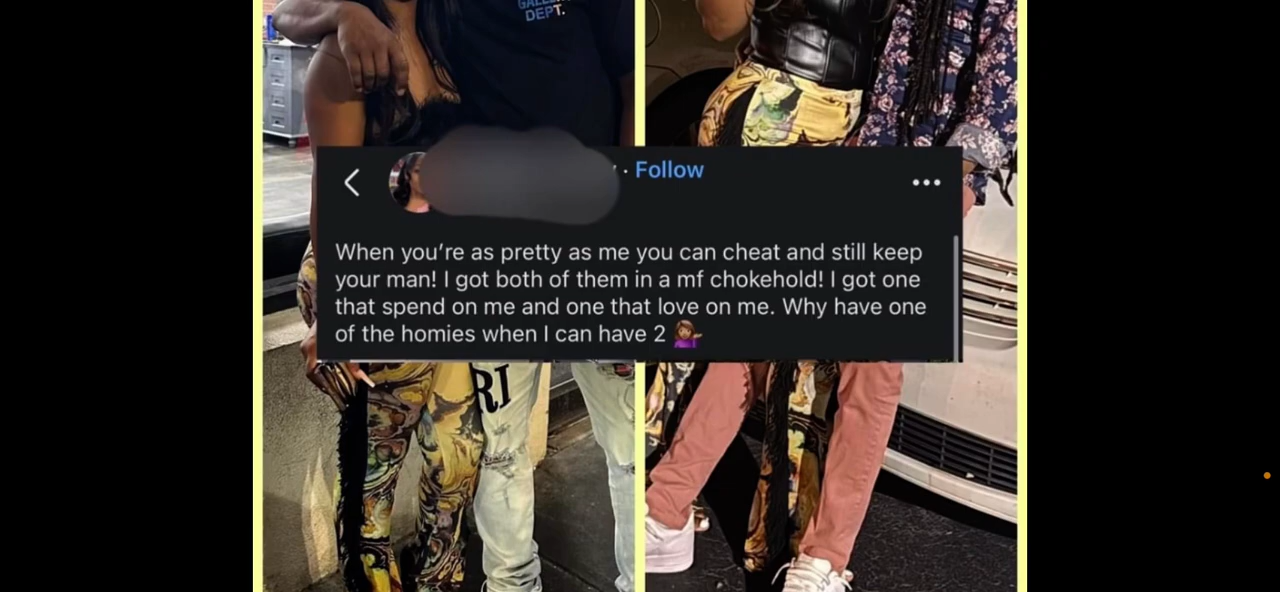 GALLERY
DEPT.
· Follow
When you're as pretty as me you can cheat and still keep
your man! I got both of them in a mf chokehold! I got one
that spend on me and one that love on me. Why have one
of the homies when I can have 2 💁🏾‍♀️
RI